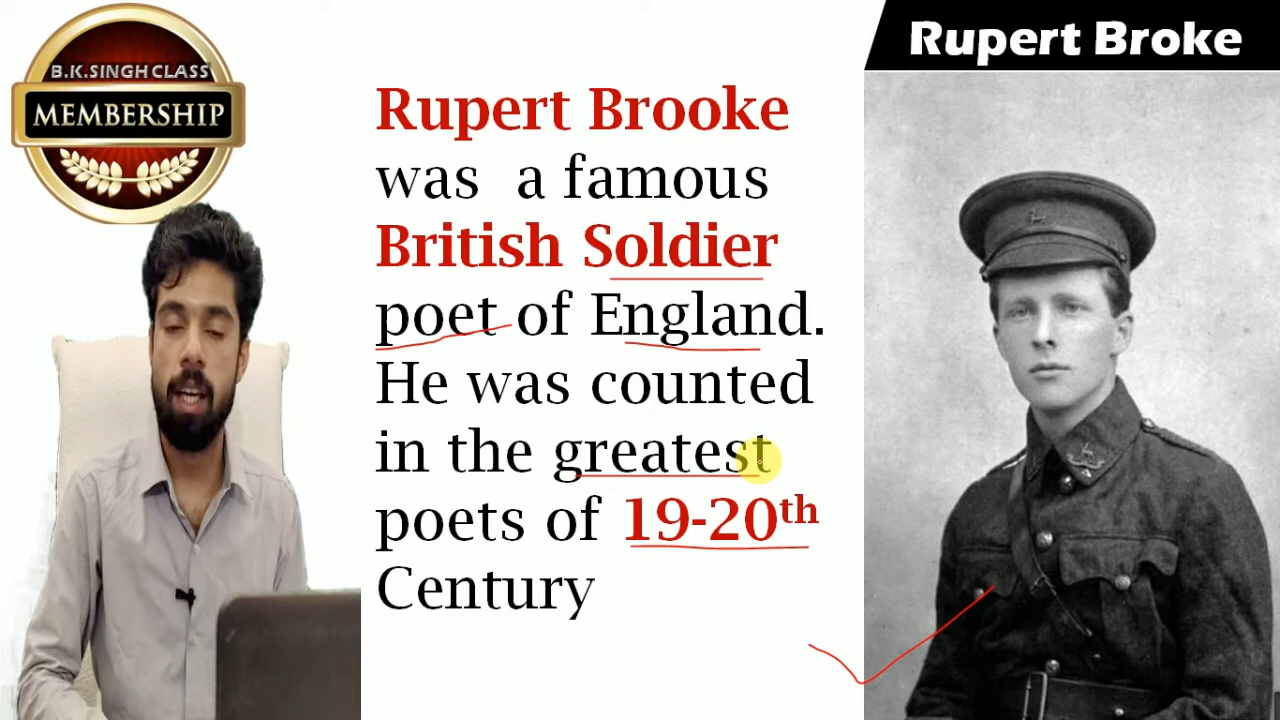 B.K.SINGH CLASS
MEMBERSHIP
Rupert Broke
Rupert Brooke
was a famous
British Soldier
poet of England.
He was counted
in the greatest
poets of 19-20th
Century